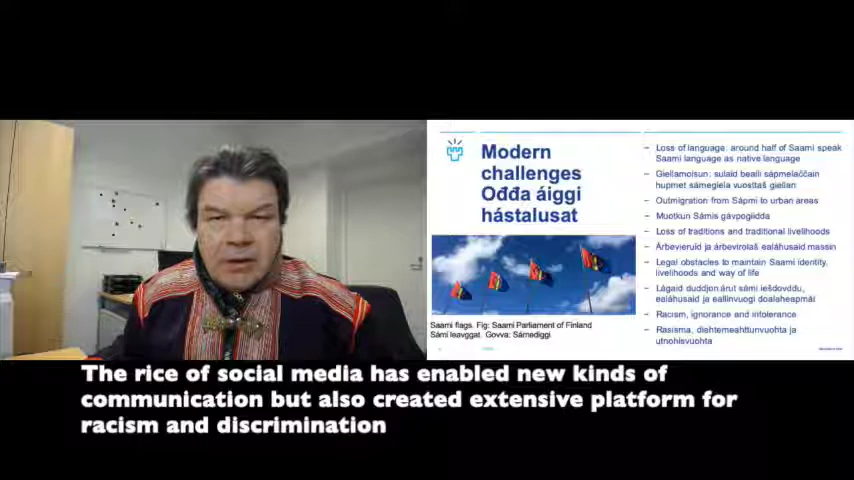 Modern
challenges
Ođđa áiggi
hástalusat
Saami flags. Fig: Saami Parliament of Finland
Sámi leavggat. Govva: Sámediggi
– Loss of language: around half of Saami speak
Saami language as native language
– Giellamolsun: sulaid bealli sápmelaččain
hupmet sámegiela vuosttaš giellan
– Outmigration from Sápmi to urban areas
– Muotkun Sámis gávpogiidda
– Loss of traditions and traditional livelihoods
– Árbevieruid ja árbevirolaš ealáhusaid massin
– Legal obstacles to maintain Saami identity,
livelihoods and way of life
– Lágaid duddjon árut sámi iešdovddu,
ealáhusaid ja eallinvuogi doalaheapmái
– Racism, ignorance and intolerance
– Rasisma, diehtemeahttunvuohta ja
The rice of social media has enabled new kinds of
communication but also created extensive platform for
racism and discrimination